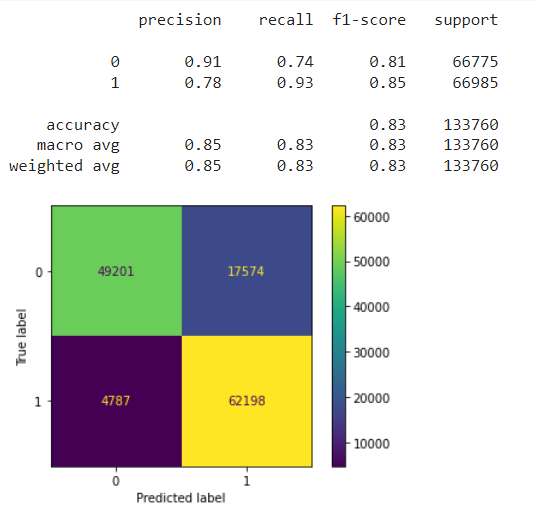 precision recall f1-score support
0 0.91 0.74 0.81 66775
1 0.78 0.93 0.85 66985
accuracy 0.83 133760
macro avg 0.85 0.83 0.83 133760
weighted avg 0.85 0.83 0.83 133760
60000
50000
0 49201 17574
40000
True label
30000
20000
1 4787 62198
10000
0 1
Predicted label